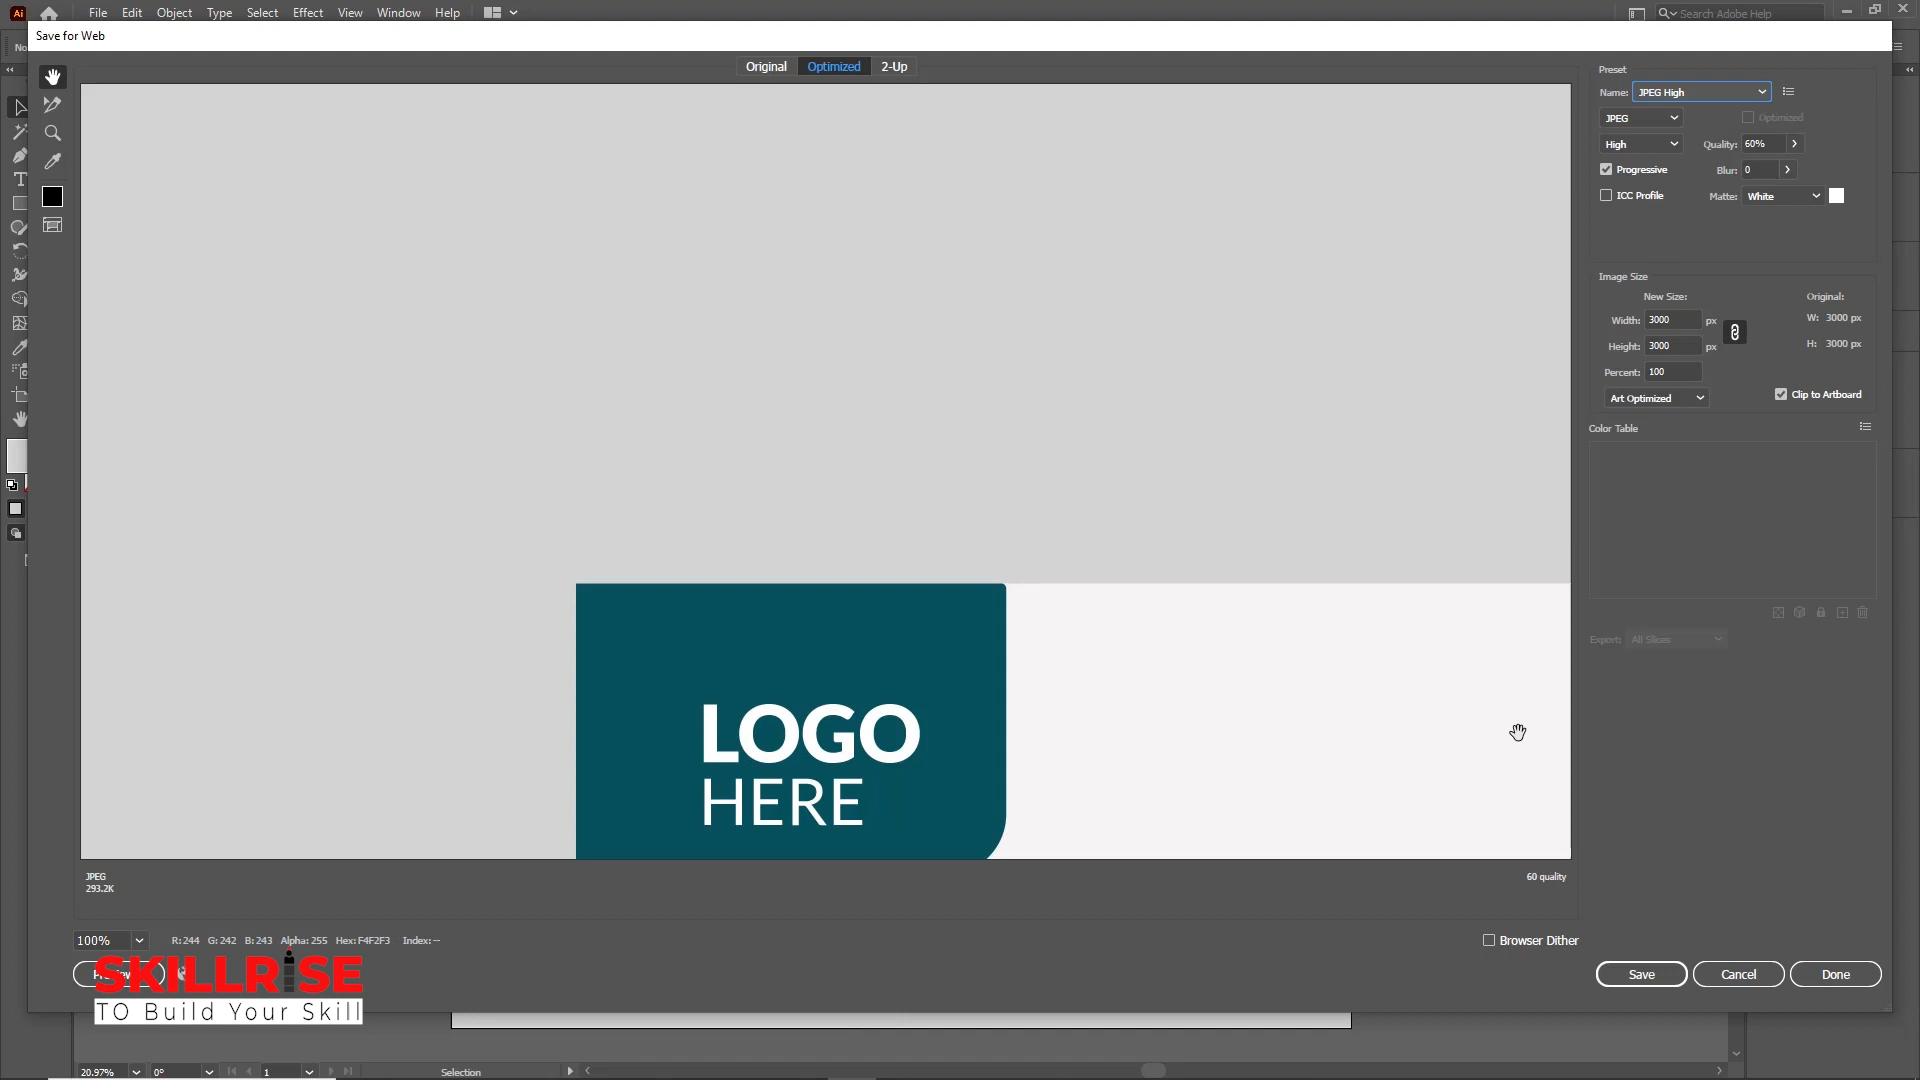 Ai File Edit Object Type Select Effect View Window Help Search Adobe Help
No
Save for Web
Original Optimized 2-Up
Preset
Name: JPEG High
JPEG Optimized
High Quality: 60%
Progressive Blur: 0
ICC Profile Matte: White
Image Size
New Size: Original:
Width: 3000 px W: 3000 px
Height: 3000 px H: 3000 px
Percent: 100
Art Optimized Clip to Artboard
Color Table
Export: All Slices
LOGO
HERE
JPEG
293.2K
60 quality
100% R: 244 G: 242 B: 243 Alpha: 255 Hex: F4F2F3 Index: --
Browser Dither
Save Cancel Done
SKILLRISE
TO Build Your Skill
20.97% 0° 1 Selection